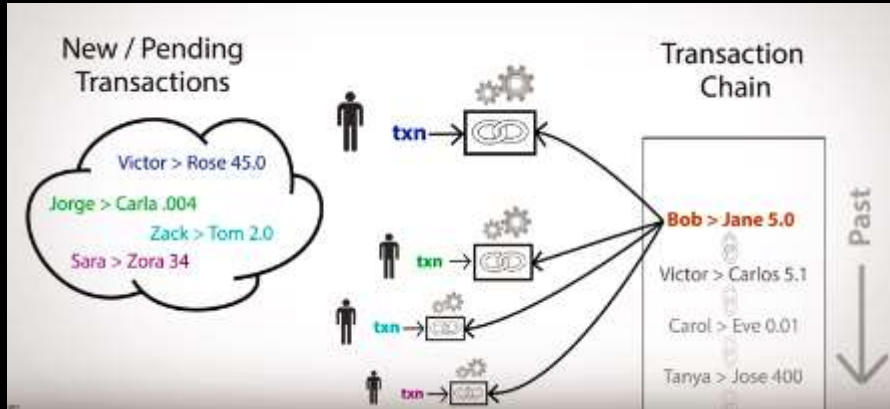 New / Pending
Transactions
Victor > Rose 45.0
Jorge > Carla .004
Zack > Tom 2.0
Sara > Zora 34
txn
txn
txn
txn
Transaction
Chain
Bob > Jane 5.0
Victor > Carlos 5.1
Carol > Eve 0.01
Tanya > Jose 400
Past